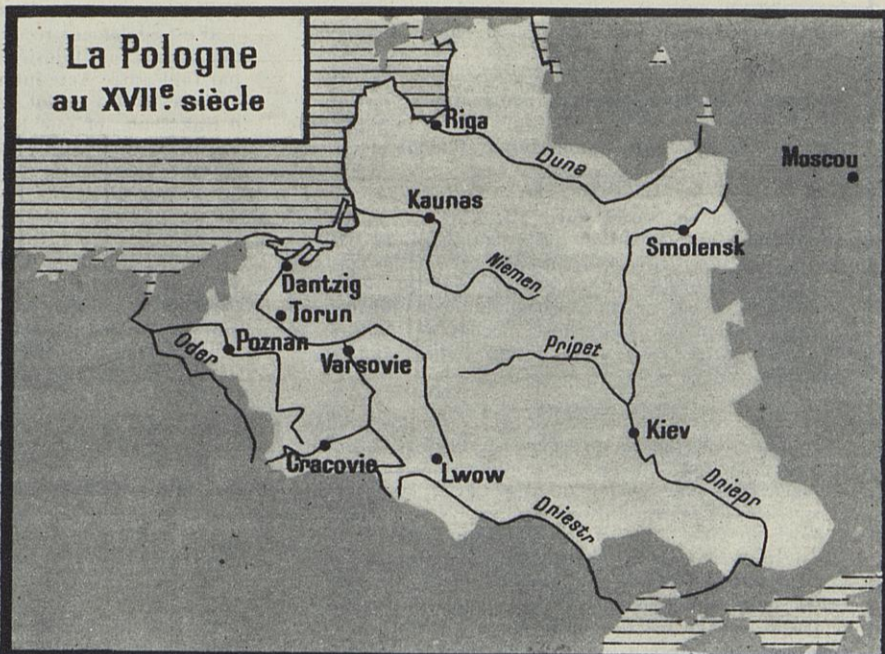 La Pologne
au XVIIe. siècle
Riga
Duna
Moscou
Kaunas
Smolensk
Niemen
Dantzig
Torun
Oder
Poznan
Varsovie
Pripet
Kiev
Cracovie
Lwow
Dniepr
Dniestr